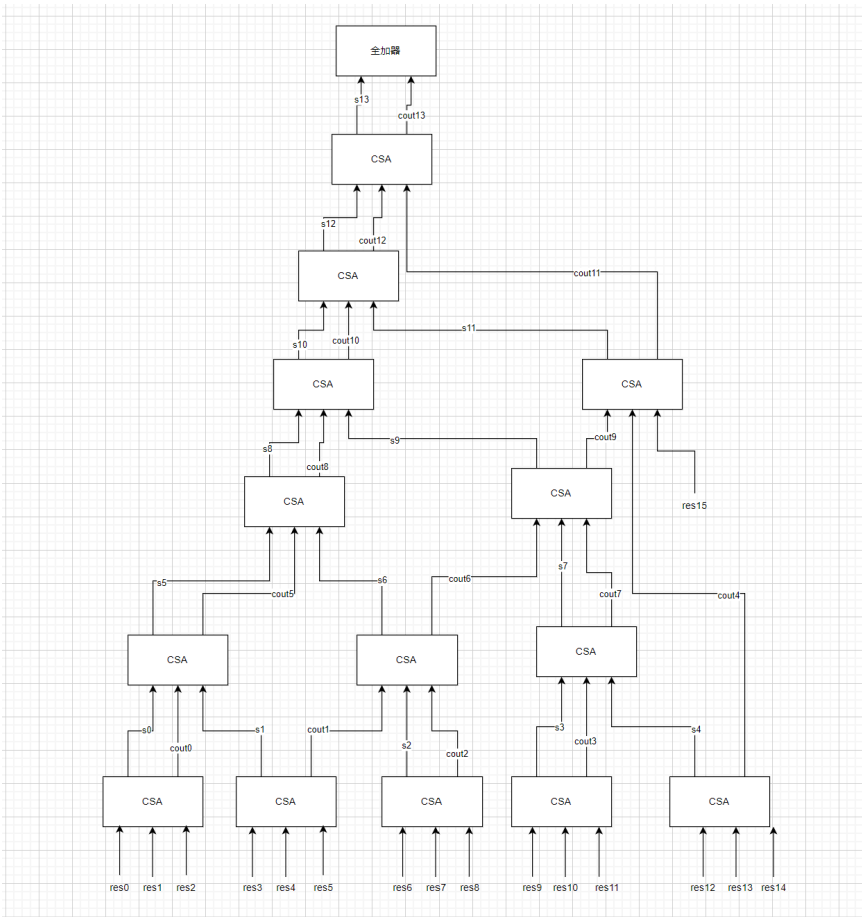 全加器
s13
cout13
CSA
s12
cout12
cout11
CSA
s11
s10
cout10
CSA
CSA
s9
cout9
s8
cout8
CSA
CSA
res15
s7
s5
s6
cout6
cout5
cout7
cout4
CSA
CSA
CSA
s0
s1
cout1
s3
s4
cout0
s2
cout3
cout2
CSA
CSA
CSA
CSA
CSA
res0
res1
res2
res3
res4
res5
res6
res7
res8
res9
res10
res11
res12
res13
res14